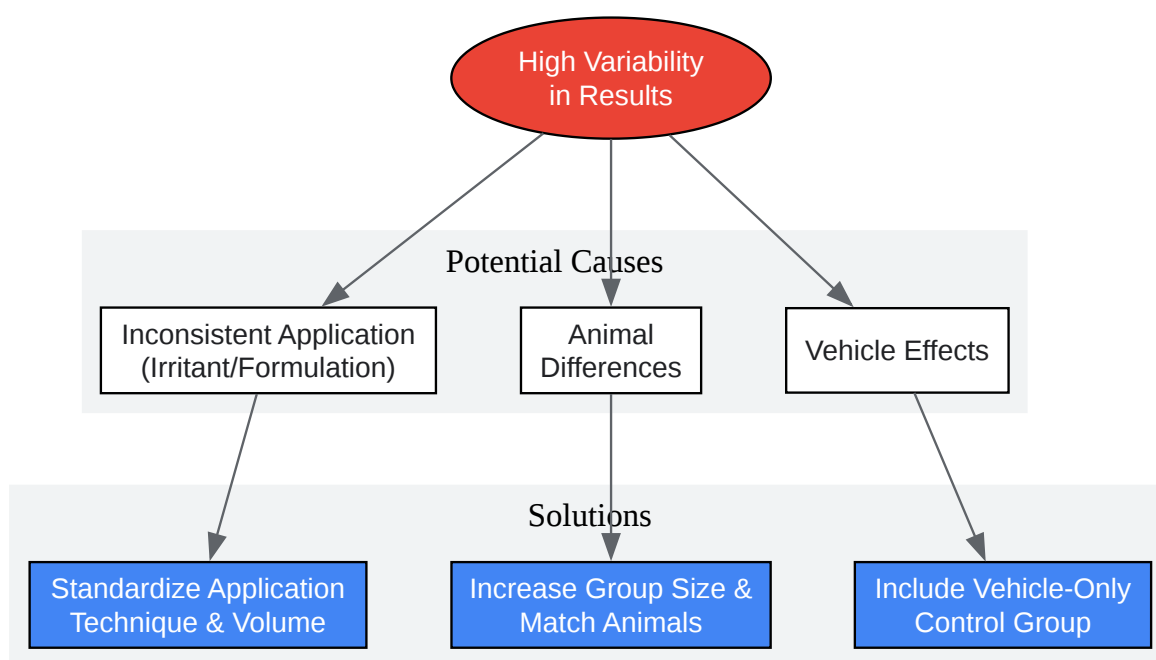 High Variability
in Results
Potential Causes
Inconsistent Application
(Irritant/Formulation)
Animal
Differences
Vehicle Effects
Solutions
Standardize Application
Technique & Volume
Increase Group Size &
Match Animals
Include Vehicle-Only
Control Group